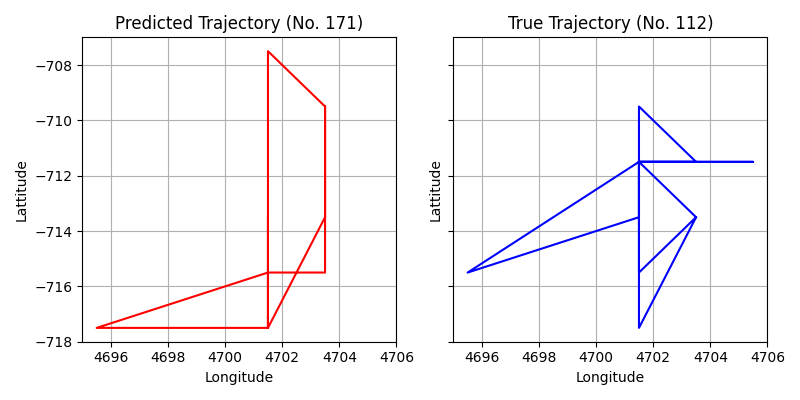 Predicted Trajectory (No. 171)
True Trajectory (No. 112)
−708
−710
−712
−714
−716
−718
Lattitude
Lattitude
4696 4698 4700 4702 4704 4706
4696 4698 4700 4702 4704 4706
Longitude
Longitude